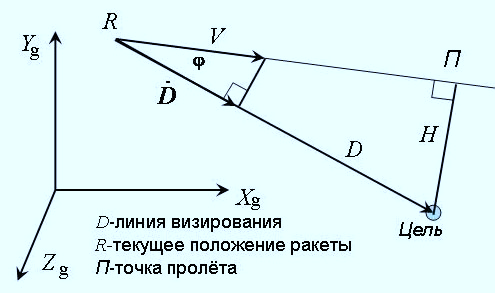 R
V
Yg
φ
П
Ḋ
D
H
Xg
Цель
D-линия визирования
R-текущее положение ракеты
Zg
П-точка пролёта